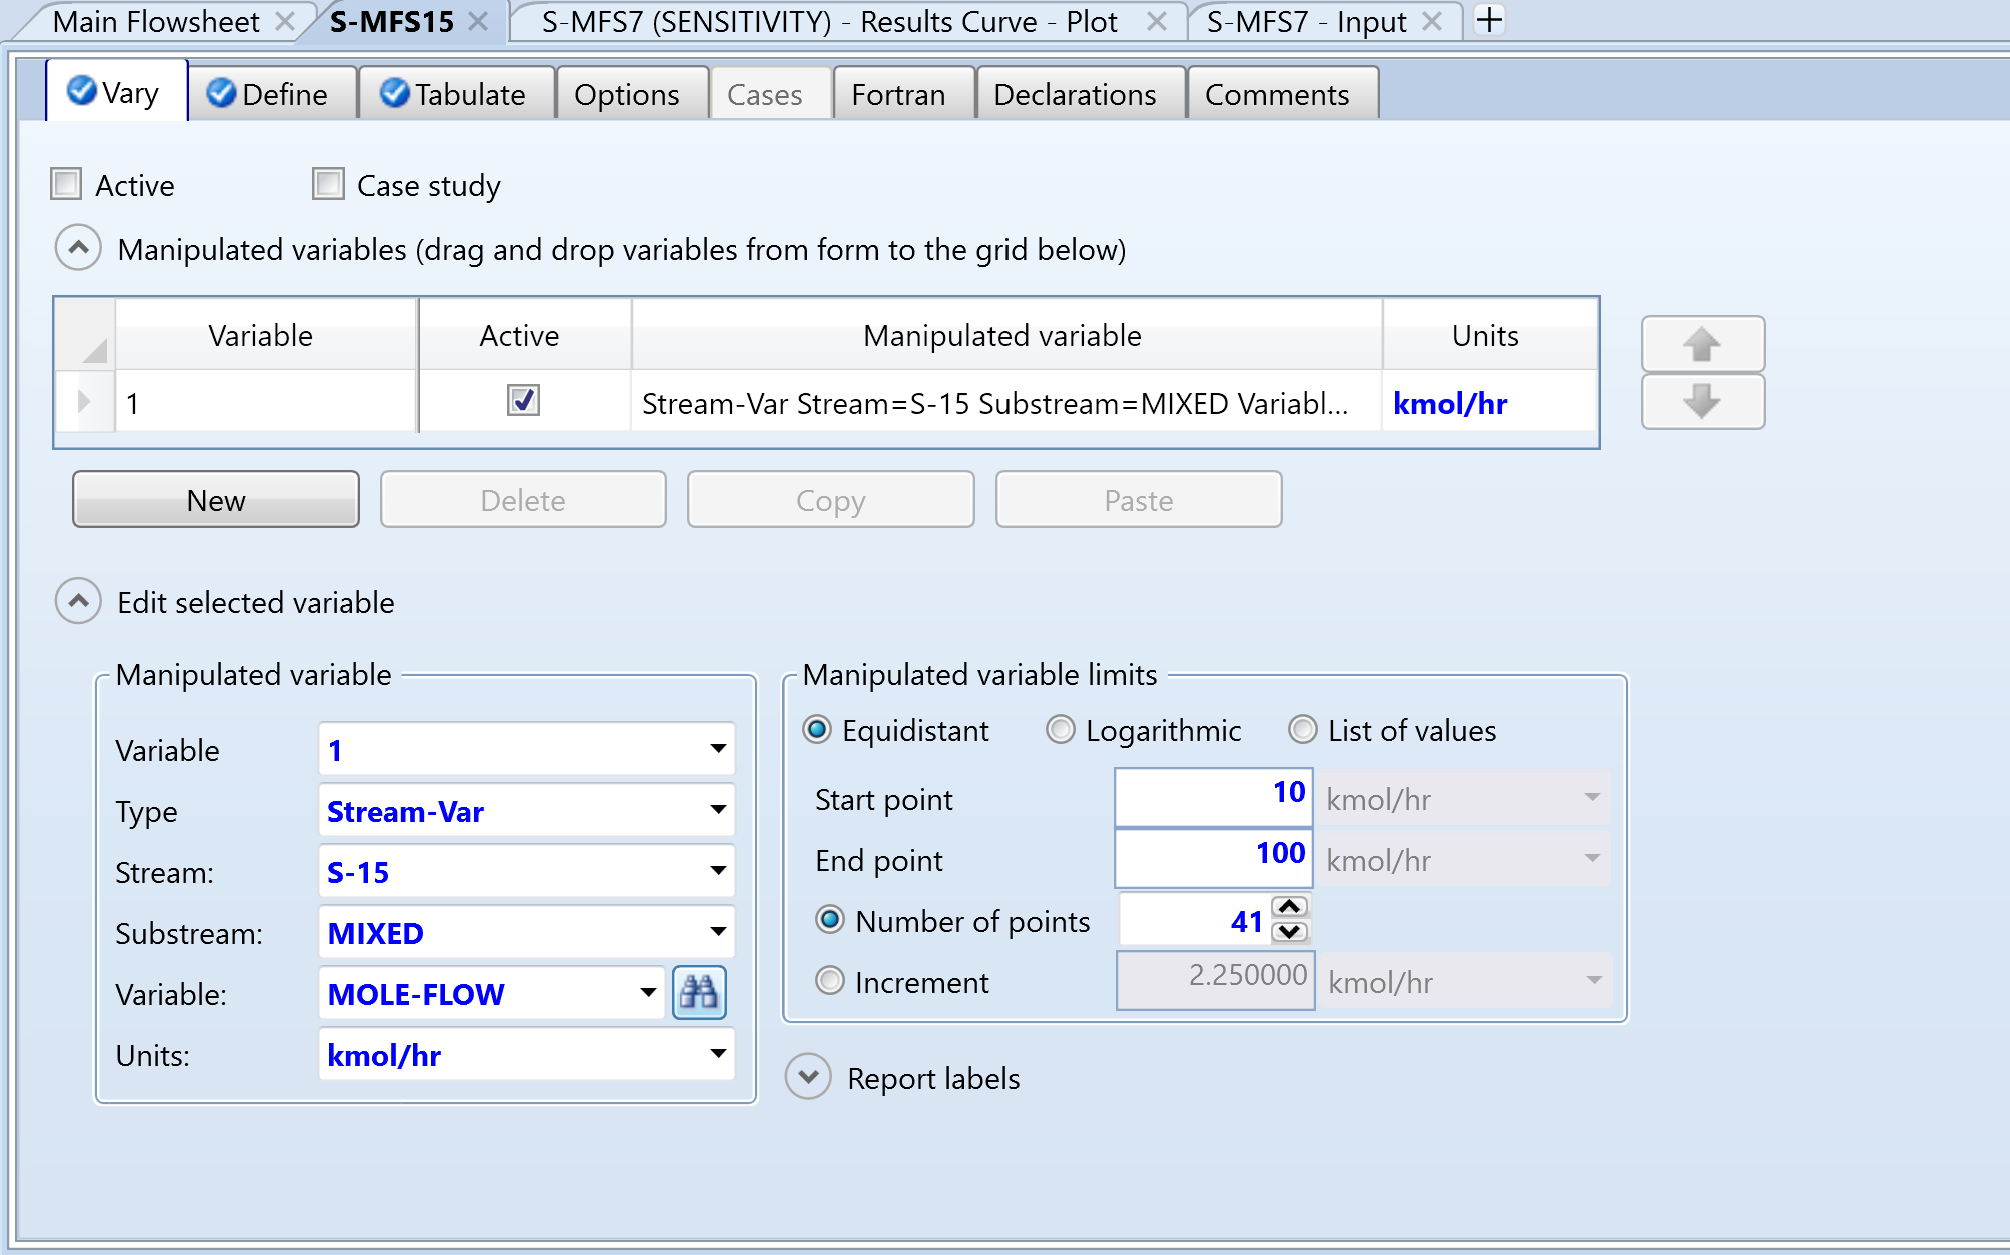 Main Flowsheet S-MFS15 S-MFS7 (SENSITIVITY) - Results Curve - Plot S-MFS7 - Input
Vary Define Tabulate Options Cases Fortran Declarations Comments
Active Case study
Manipulated variables (drag and drop variables from form to the grid below)
Variable Active Manipulated variable Units
1 Stream-Var Stream=S-15 Substream=MIXED Variabl... kmol/hr
New Delete Copy Paste
Edit selected variable
Manipulated variable
Variable 1
Type Stream-Var
Stream: S-15
Substream: MIXED
Variable: MOLE-FLOW
Units: kmol/hr
Manipulated variable limits
Equidistant Logarithmic List of values
Start point 10 kmol/hr
End point 100 kmol/hr
Number of points 41
Increment 2.250000 kmol/hr
Report labels